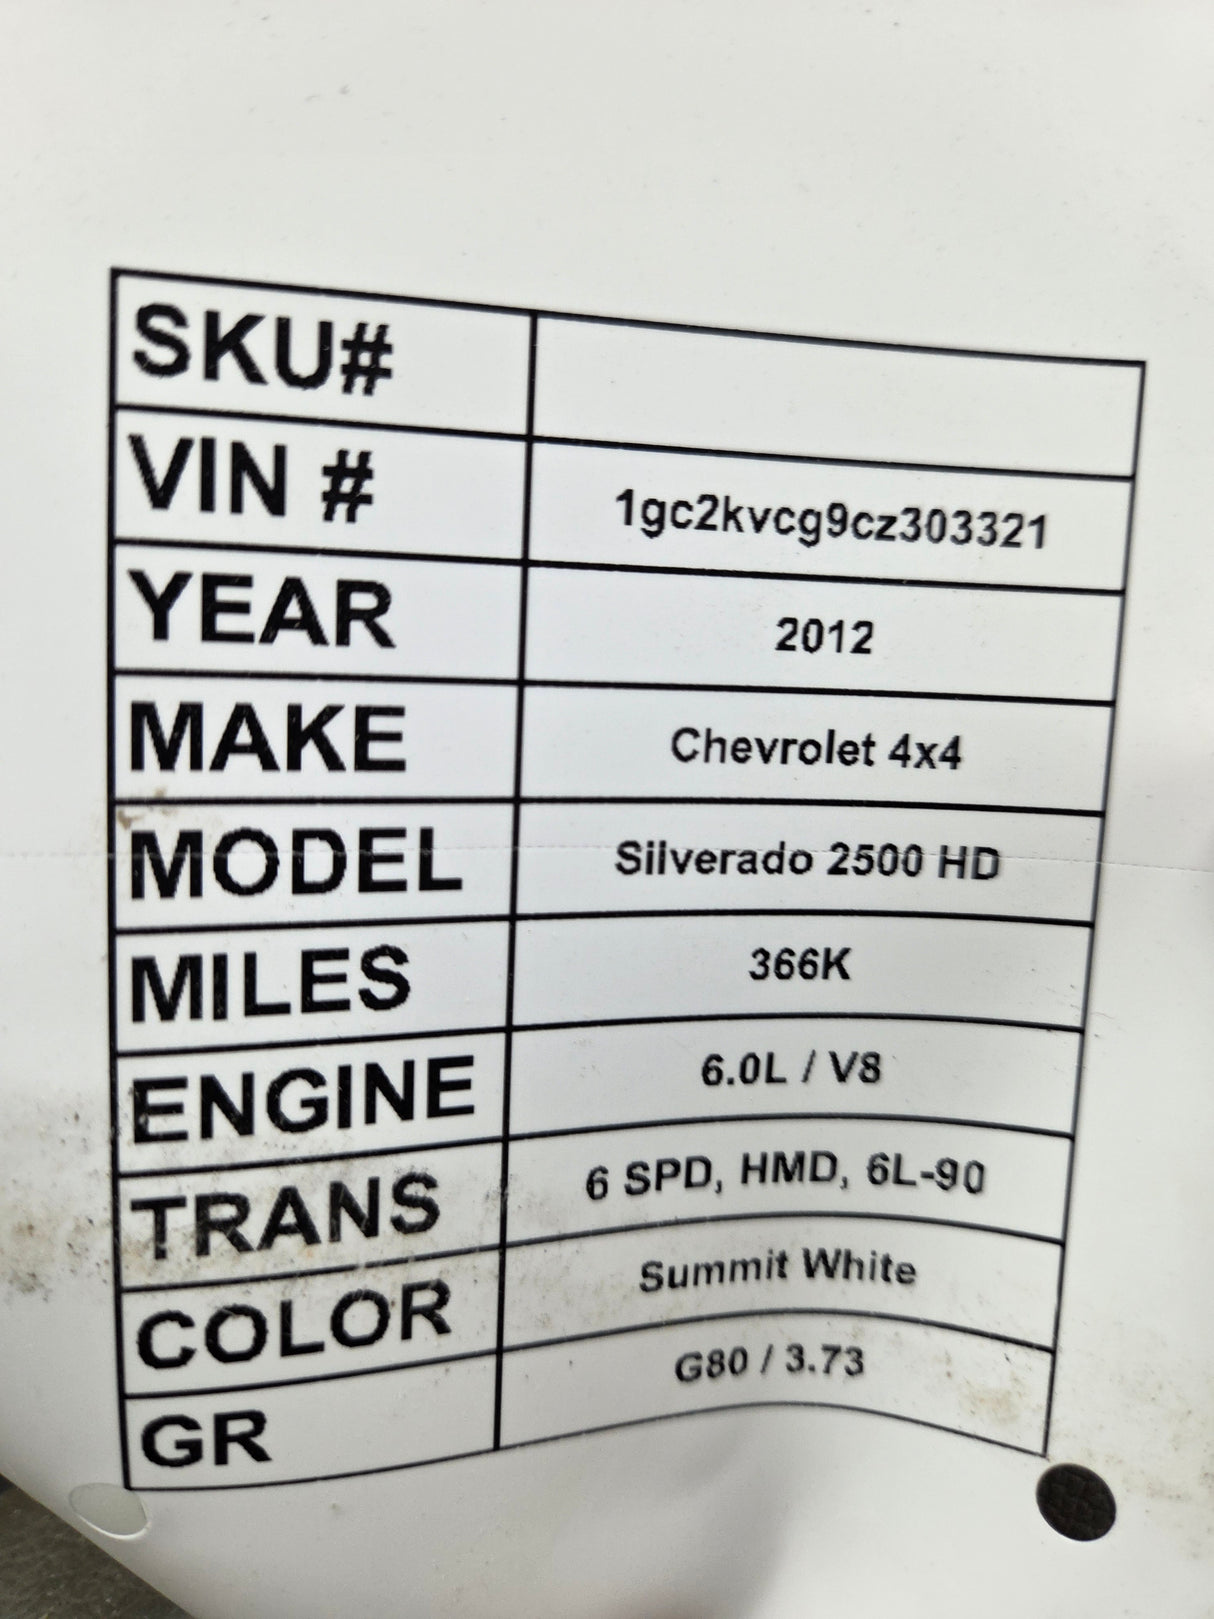 SKU#
VIN # 1gc2kvcg9cz303321
YEAR 2012
MAKE Chevrolet 4x4
MODEL Silverado 2500 HD
MILES 366K
ENGINE 6.0L / V8
TRANS 6 SPD, HMD, 6L-90
COLOR Summit White
GR G80 / 3.73